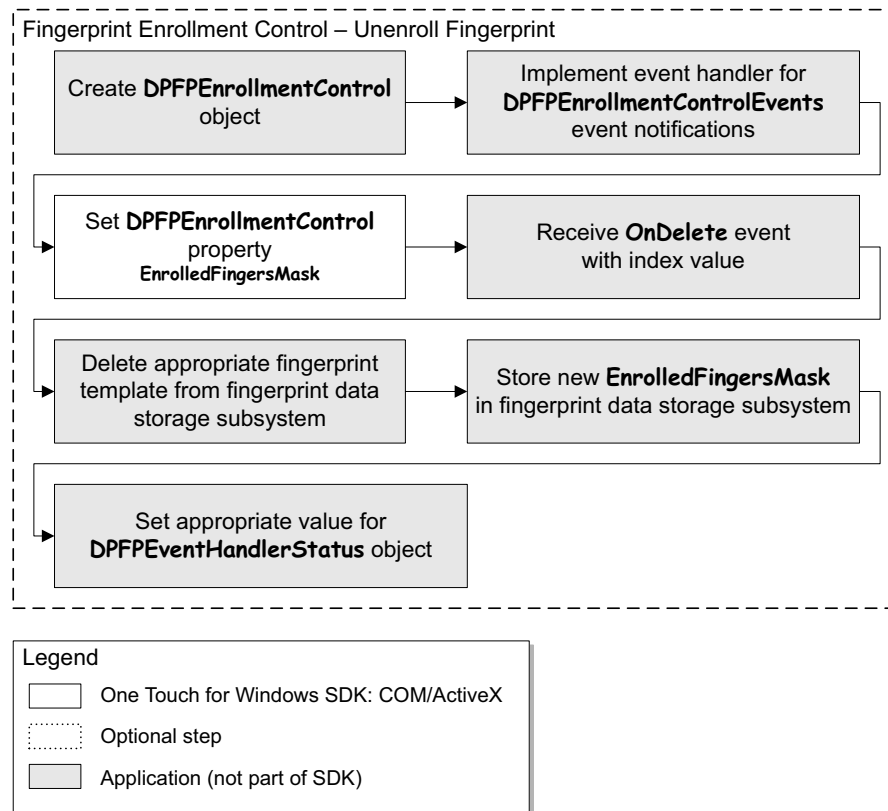 Fingerprint Enrollment Control – Unenroll Fingerprint
Create DPFPEnrollmentControl
object
Implement event handler for
DPFPEnrollmentControlEvents
event notifications
Set DPFPEnrollmentControl
property
EnrolledFingersMask
Receive OnDelete event
with index value
Delete appropriate fingerprint
template from fingerprint data
storage subsystem
Store new EnrolledFingersMask
in fingerprint data storage subsystem
Set appropriate value for
DPFPEventHandlerStatus object
Legend
One Touch for Windows SDK: COM/ActiveX
Optional step
Application (not part of SDK)